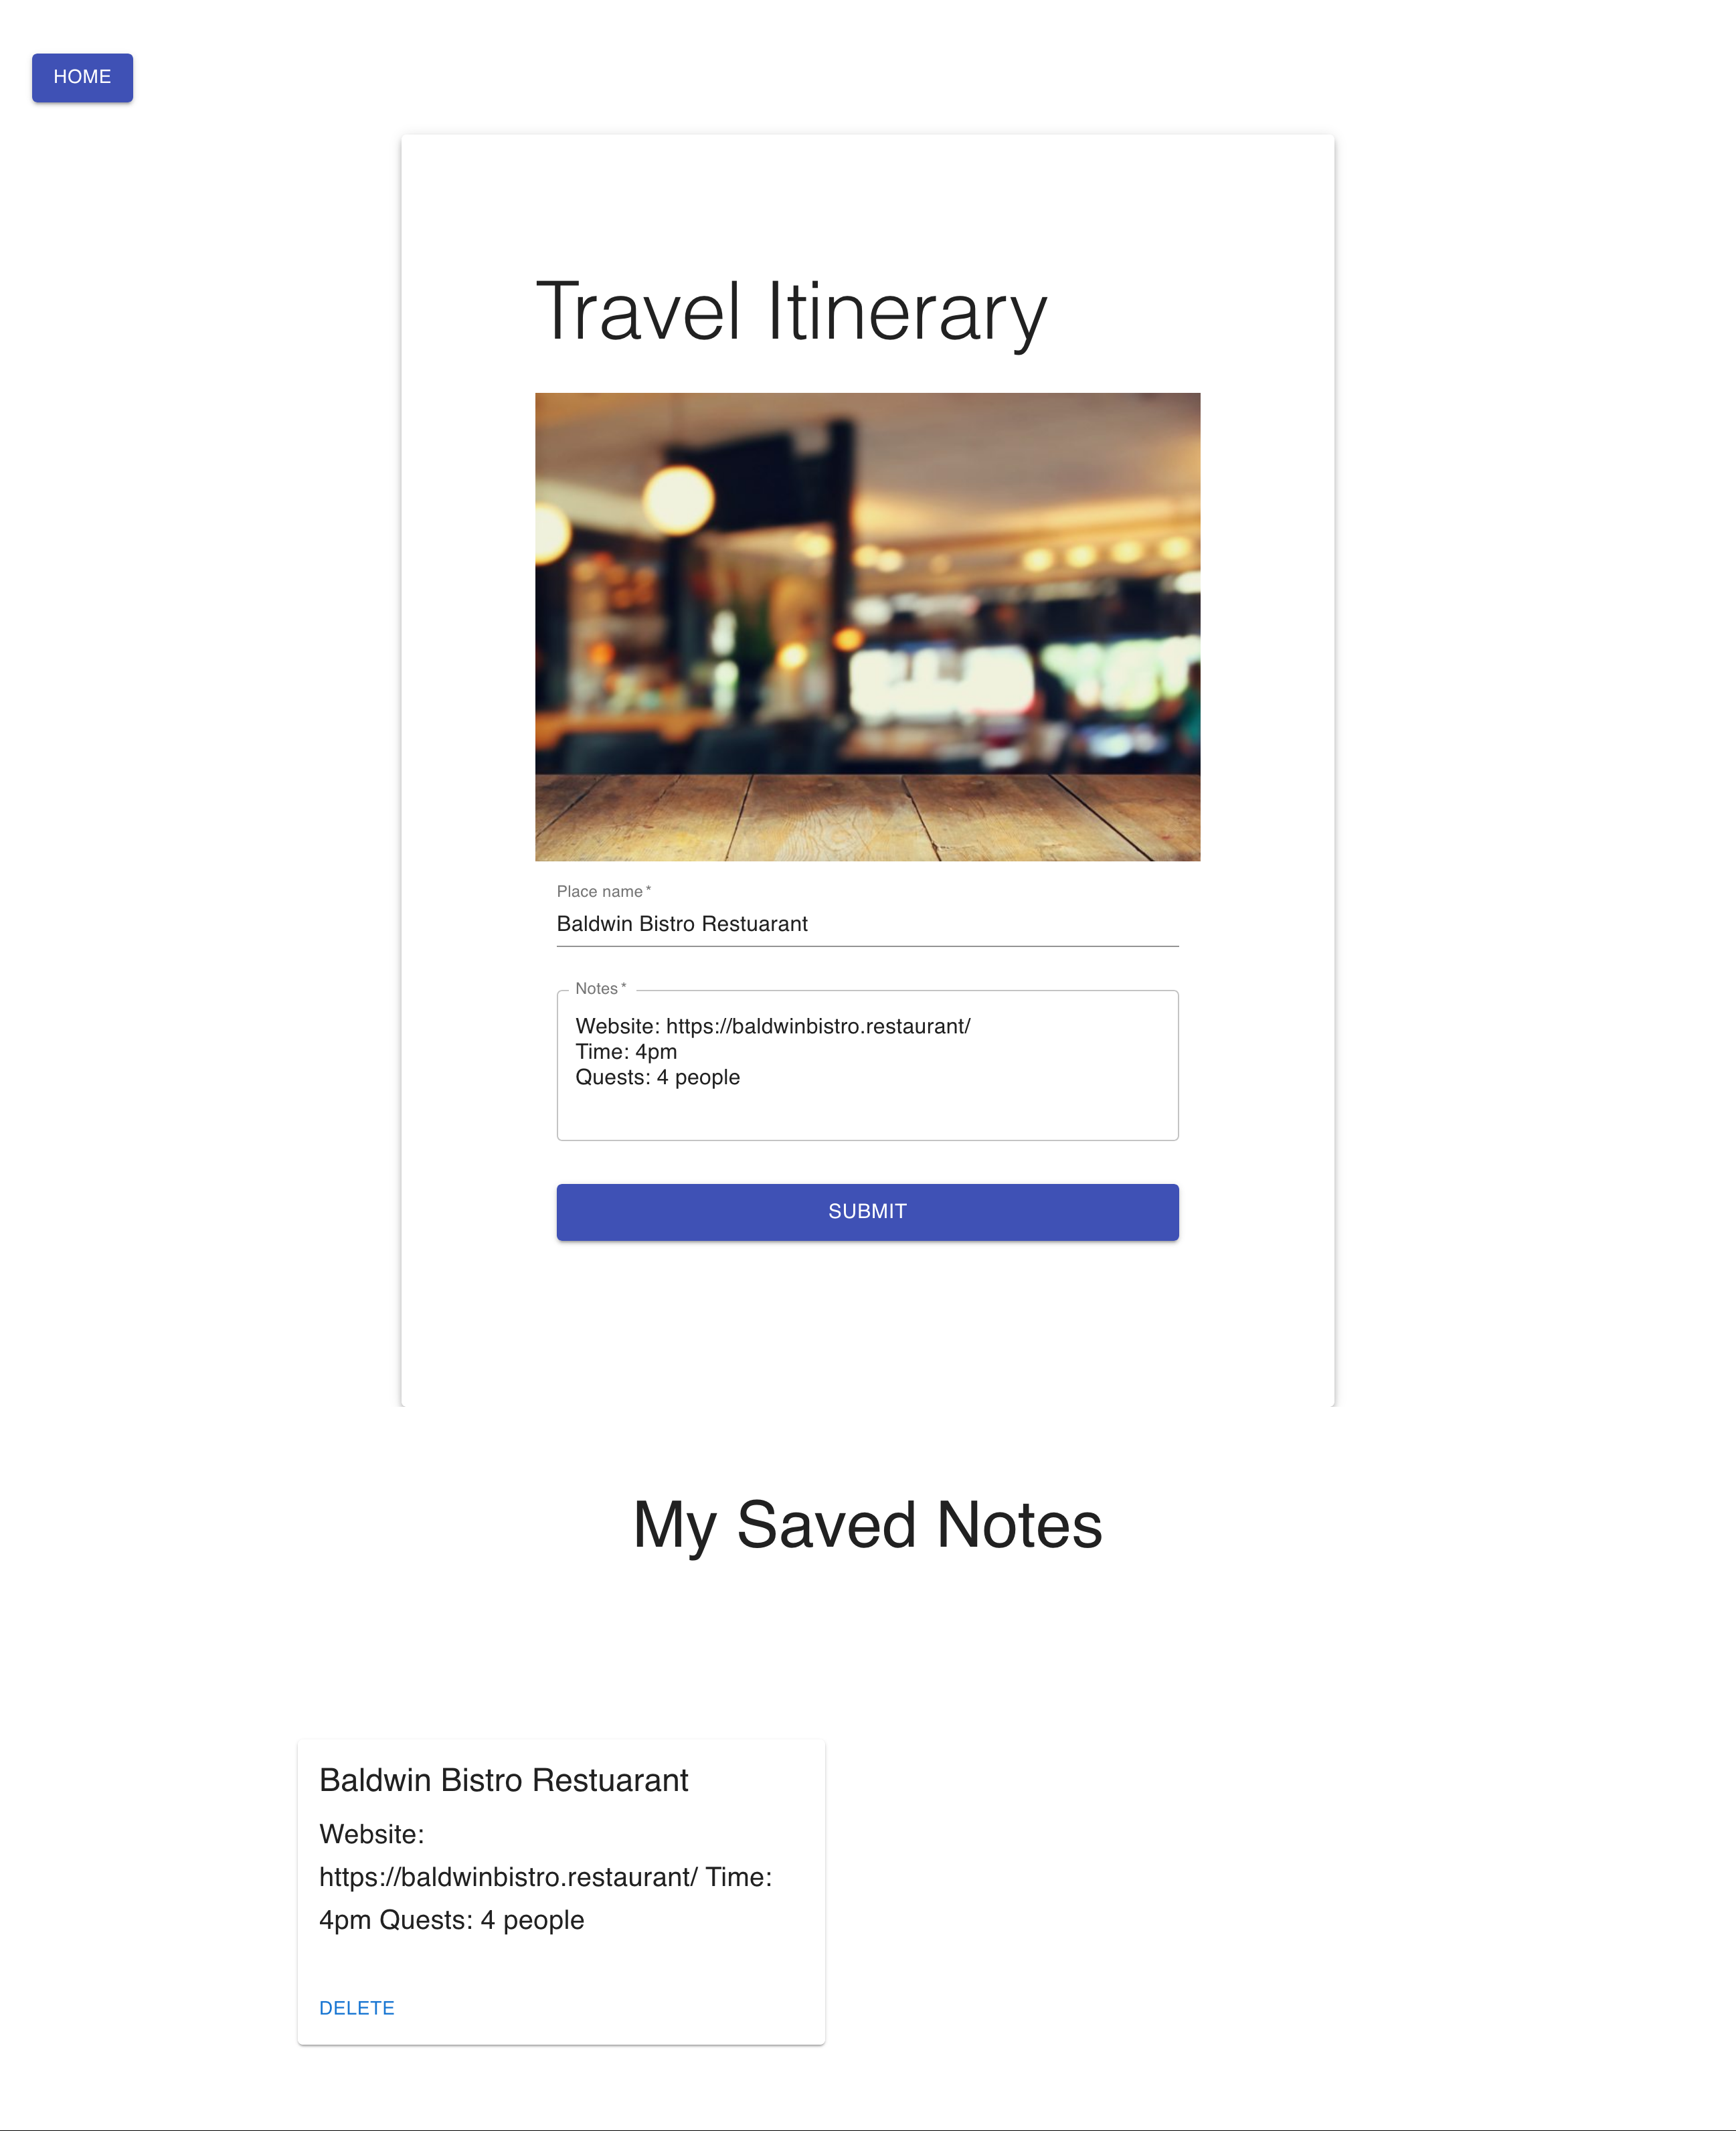 HOME
Travel Itinerary
Place name *
Baldwin Bistro Restuarant
Notes *
Website: https://baldwinbistro.restaurant/
Time: 4pm
Quests: 4 people
SUBMIT
My Saved Notes
Baldwin Bistro Restuarant
Website:
https://baldwinbistro.restaurant/ Time:
4pm Quests: 4 people
DELETE